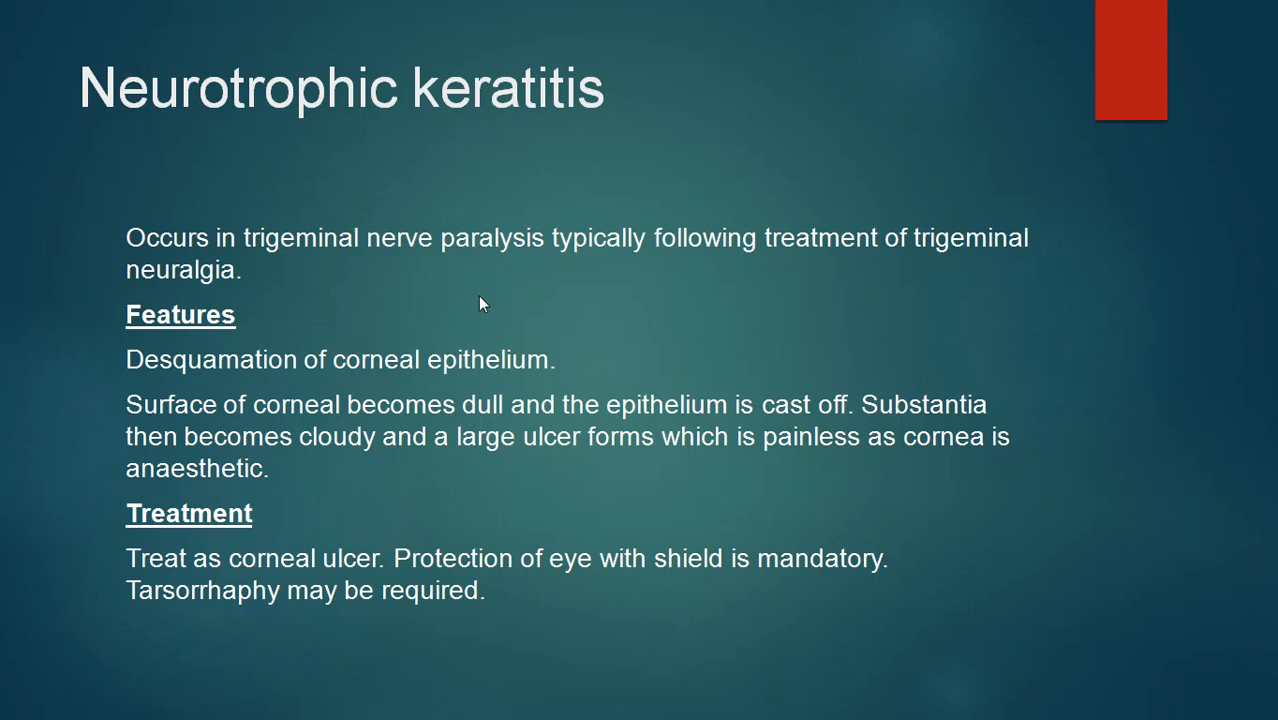 Neurotrophic keratitis
Occurs in trigeminal nerve paralysis typically following treatment of trigeminal
neuralgia.
Features
Desquamation of corneal epithelium.
Surface of corneal becomes dull and the epithelium is cast off. Substantia
then becomes cloudy and a large ulcer forms which is painless as cornea is
anaesthetic.
Treatment
Treat as corneal ulcer. Protection of eye with shield is mandatory.
Tarsorrhaphy may be required.